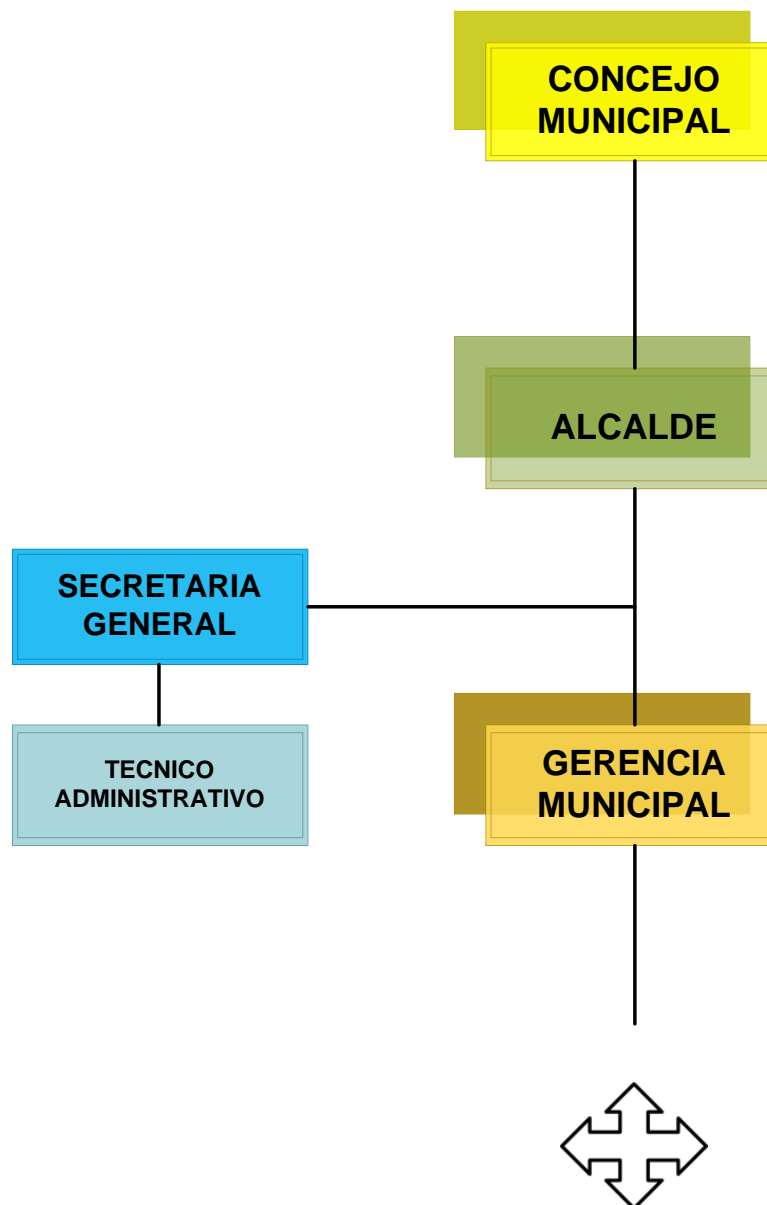 CONCEJO
MUNICIPAL
ALCALDE
SECRETARIA
GENERAL
TECNICO
ADMINISTRATIVO
GERENCIA
MUNICIPAL